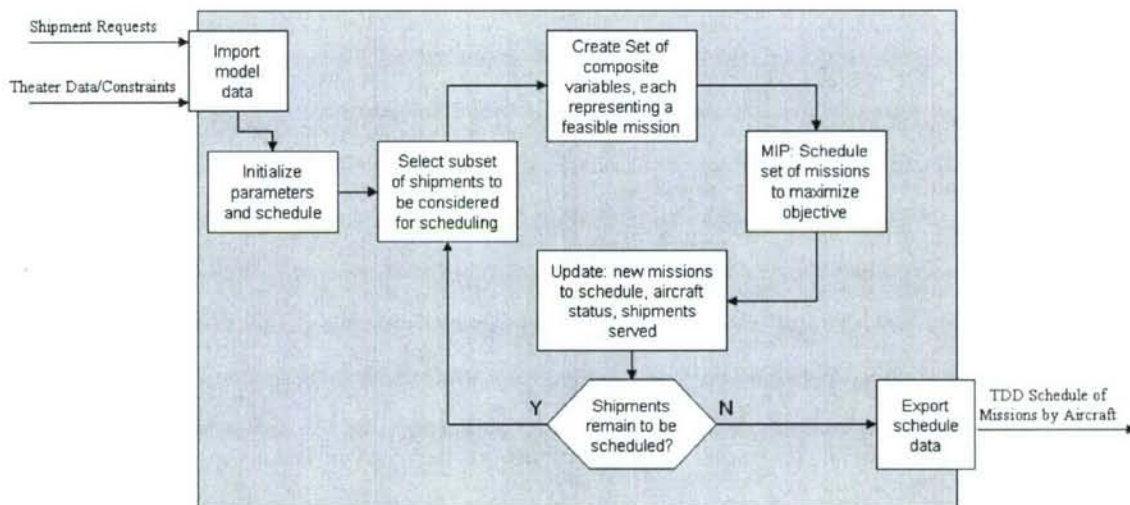 Shipment Requests
Theater Data/Constraints
Import
model
data
Initialize
parameters
and schedule
Select subset
of shipments to
be considered
for scheduling
Create Set of
composite
variables, each
representing a
feasible mission
MIP: Schedule
set of missions
to maximize
objective
Update: new missions
to schedule, aircraft
status, shipments
served
Y
Shipments
remain to be
scheduled?
N
Export
schedule
data
TDD Schedule of
Missions by Aircraft